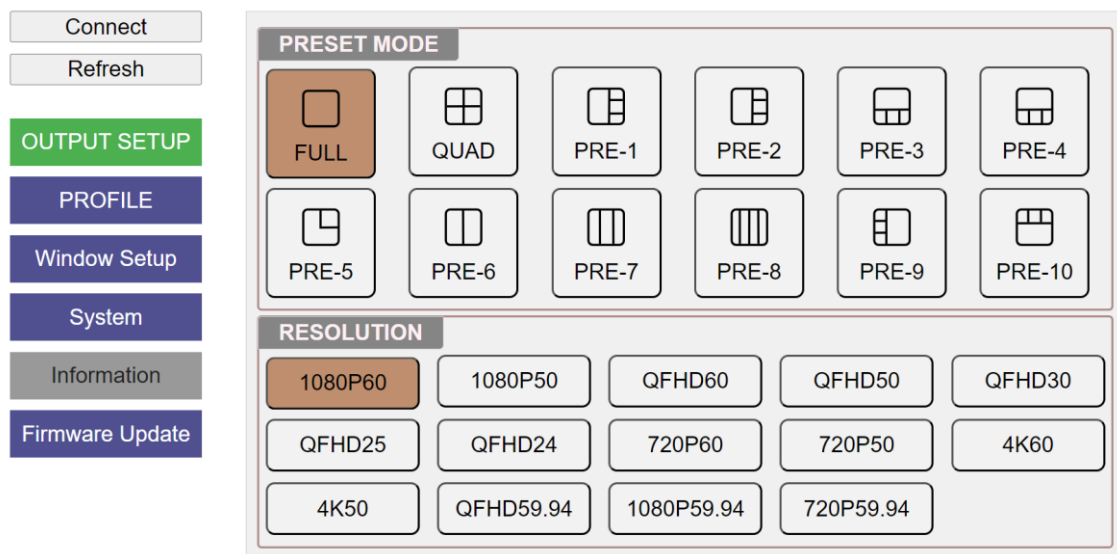 Connect
Refresh
OUTPUT SETUP
PROFILE
Window Setup
System
Information
Firmware Update
PRESET MODE
FULL QUAD PRE-1 PRE-2 PRE-3 PRE-4
PRE-5 PRE-6 PRE-7 PRE-8 PRE-9 PRE-10
RESOLUTION
1080P60 1080P50 QFHD60 QFHD50 QFHD30
QFHD25 QFHD24 720P60 720P50 4K60
4K50 QFHD59.94 1080P59.94 720P59.94